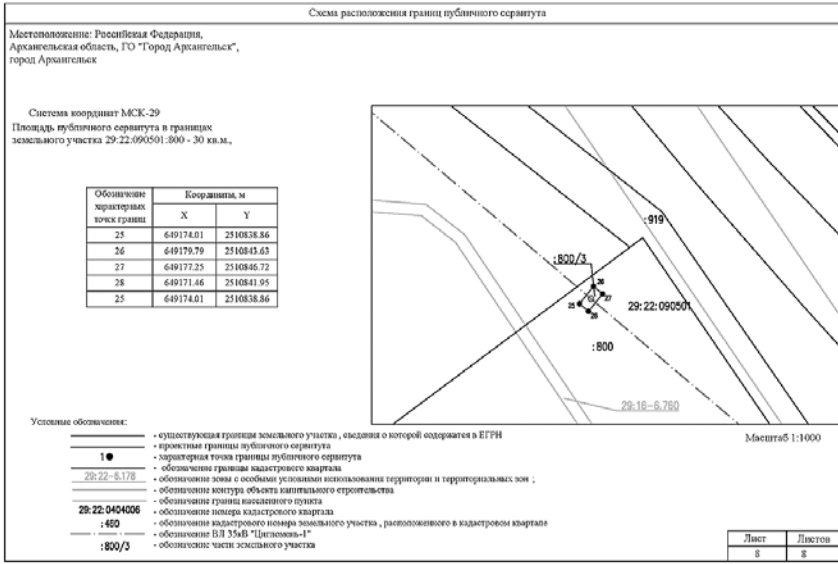 Схема расположения границ публичного сервитута
Местоположение: Российская Федерация,
Архангельская область, ГО "Город Архангельск",
город Архангельск
Система координат МСК-29
Площадь публичного сервитута в границах
земельного участка 29:22:090501:800 - 30 кв.м.,
Обозначение характерных точек границ
Координаты, м
X Y
25 649174.01 2510838.86
26 649179.79 2510843.63
27 649177.25 2510846.72
28 649171.46 2510841.95
25 649174.01 2510838.86
:919
:800/3
26
27
25
28
29:22:090501
:800
29:16-6.760
Масштаб 1:1000
Условные обозначения:
- существующая граница земельного участка , сведения о которой содержатся в ЕГРН
- проектные границы публичного сервитута
1 - характерная точка границы публичного сервитута
- обозначение границы кадастрового квартала
29:22-6.178 - обозначение зоны с особыми условиями использования территории и территориальных зон ;
- обозначение контура объекта капитального строительства
- обозначение границ населенного пункта
29:22:0404006 - обозначение номера кадастрового квартала
:460 - обозначение кадастрового номера земельного участка , расположенного в кадастровом квартале
- обозначение ВЛ 35кВ "Цигломень-1"
:800/3 - обозначение части земельного участка
Лист Листов
8 8